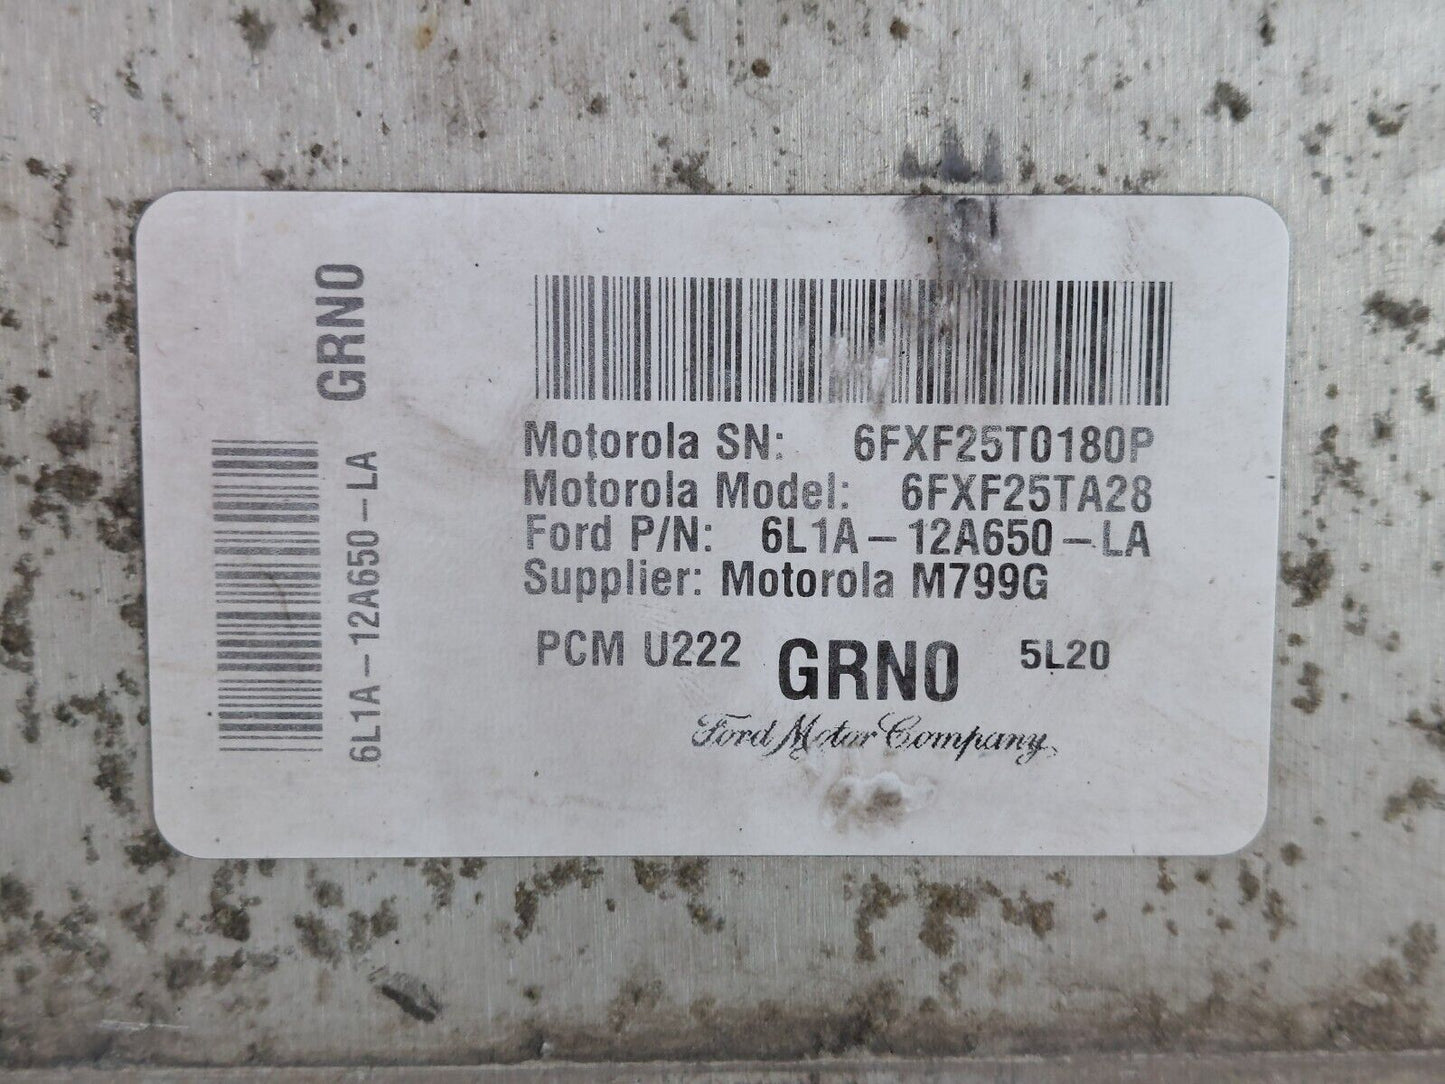 GRN0
6L1A-12A650-LA
Motorola SN: 6FXF25T0180P
Motorola Model: 6FXF25TA28
Ford P/N: 6L1A-12A650-LA
Supplier: Motorola M799G
PCM U222 GRN0 5L20
Ford Motor Company,